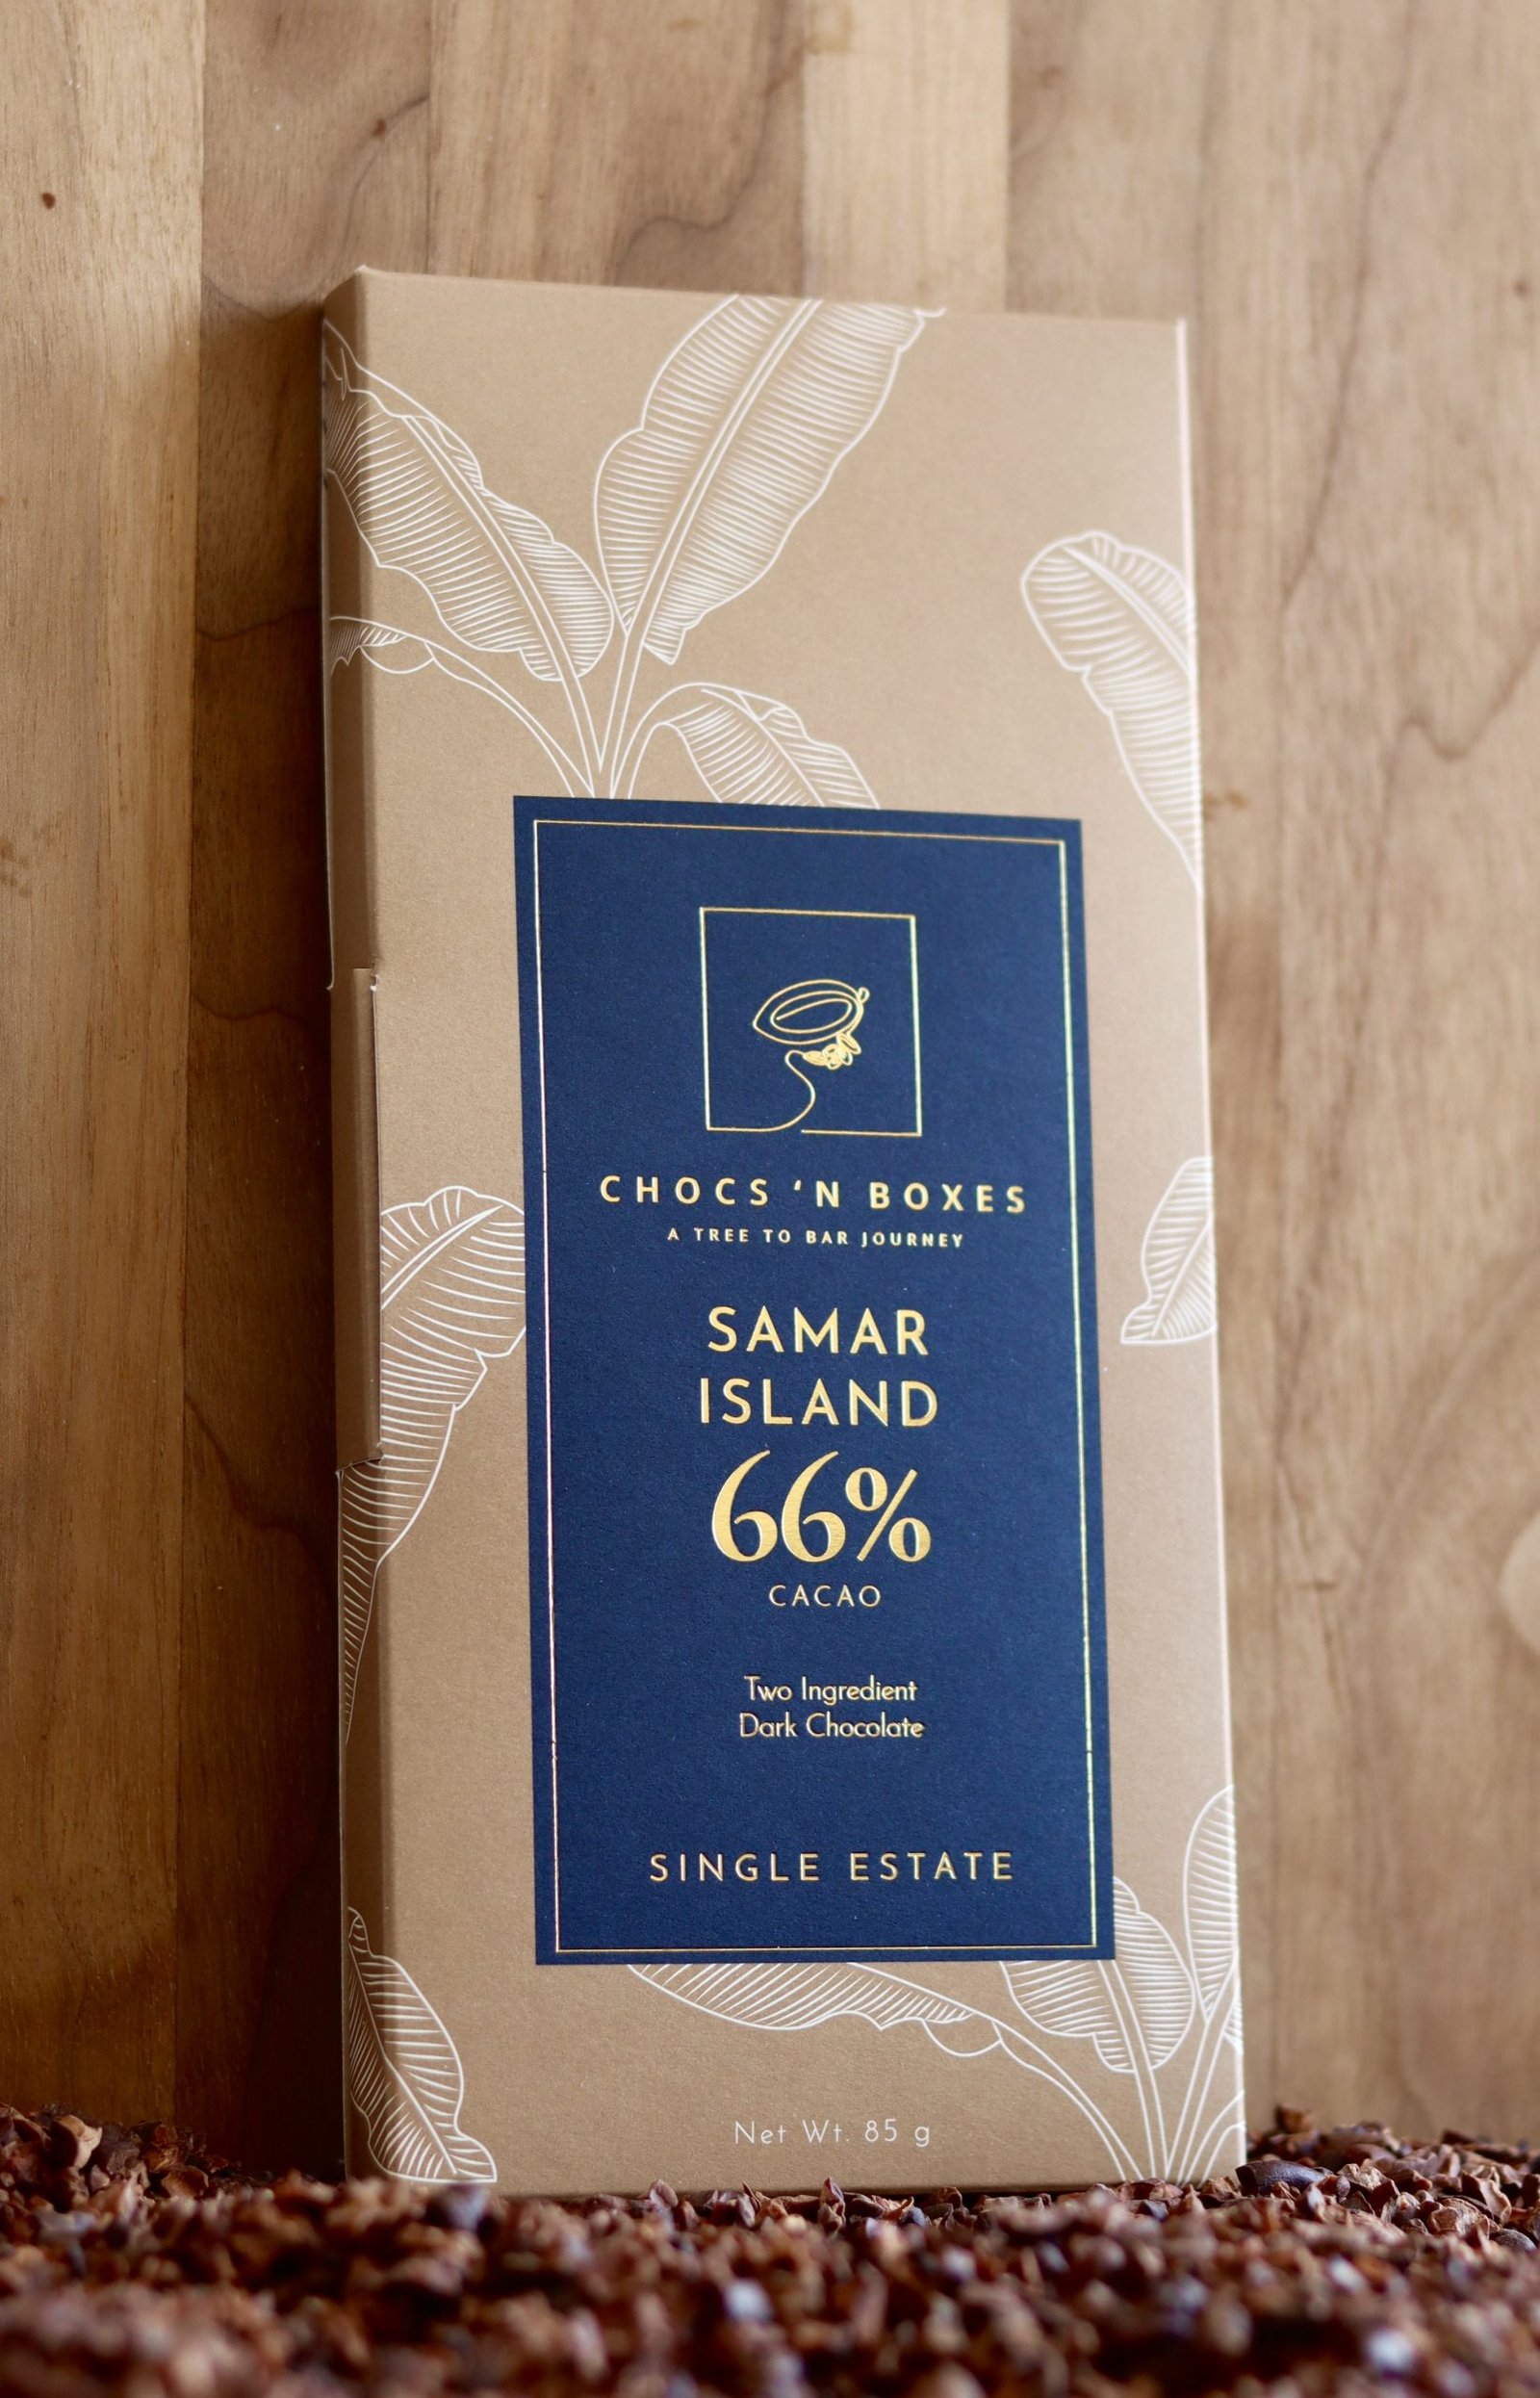 CHOCS ‘N BOXES
A TREE TO BAR JOURNEY
SAMAR
ISLAND
66%
CACAO
Two Ingredient
Dark Chocolate
SINGLE ESTATE
Net Wt. 85 g